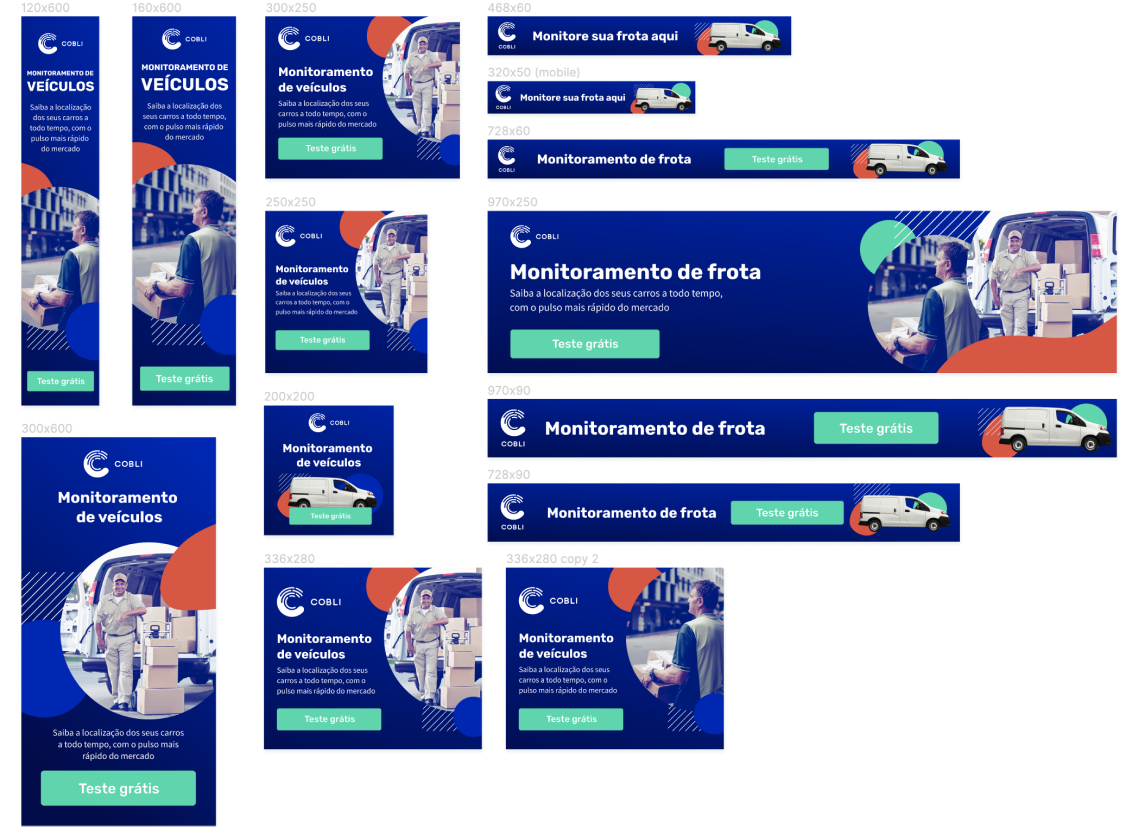 120x600
COBLI
MONITORAMENTO DE
VEÍCULOS
Saiba a localização
dos seus carros a
todo tempo, com o
pulso mais rápido
do mercado
Teste grátis
160x600
COBLI
MONITORAMENTO DE
VEÍCULOS
Saiba a localização dos
seus carros a todo tempo,
com o pulso mais rápido
do mercado
Teste grátis
300x250
COBLI
Monitoramento
de veículos
Saiba a localização dos seus
carros a todo tempo, com o
pulso mais rápido do mercado
Teste grátis
468x60
COBLI
Monitore sua frota aqui
320x50 (mobile)
COBLI
Monitore sua frota aqui
728x60
COBLI
Monitoramento de frota
Teste grátis
250x250
COBLI
Monitoramento
de veículos
Saiba a localização dos seus
carros a todo tempo, com o
pulso mais rápido do mercado
Teste grátis
970x250
COBLI
Monitoramento de frota
Saiba a localização dos seus carros a todo tempo,
com o pulso mais rápido do mercado
Teste grátis
200x200
COBLI
Monitoramento
de veículos
Teste grátis
970x90
COBLI
Monitoramento de frota
Teste grátis
728x90
COBLI
Monitoramento de frota
Teste grátis
300x600
COBLI
Monitoramento
de veículos
Saiba a localização dos seus carros
a todo tempo, com o pulso mais
rápido do mercado
Teste grátis
336x280
COBLI
Monitoramento
de veículos
Saiba a localização dos seus
carros a todo tempo, com o
pulso mais rápido do mercado
Teste grátis
336x280 copy 2
COBLI
Monitoramento
de veículos
Saiba a localização dos seus
carros a todo tempo, com o
pulso mais rápido do mercado
Teste grátis